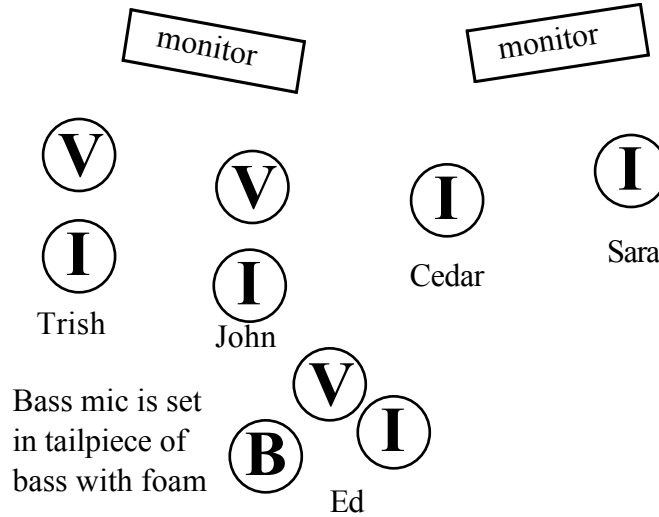 monitor
monitor
V
V
I
I
I
I
Trish
John
Cedar
Sara
V
I
B
Ed
Bass mic is set
in tailpiece of
bass with foam